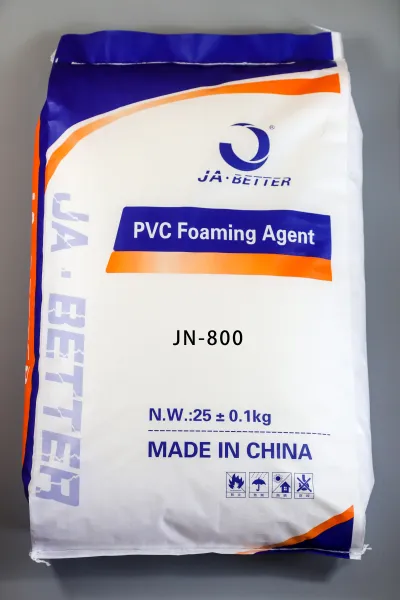 ®
JA·BETTER
PVC Foaming Agent
JN-800
N.W.:25 ± 0.1kg
MADE IN CHINA
JA·BETTER